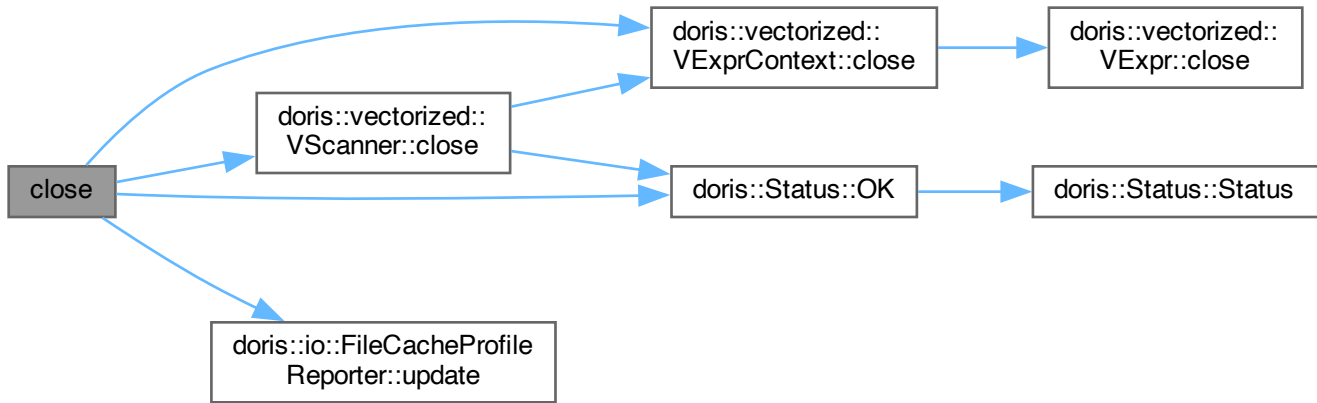 close
doris::vectorized::
VScanner::close
doris::vectorized::
VExprContext::close
doris::vectorized::
VExpr::close
doris::Status::OK
doris::Status::Status
doris::io::FileCacheProfile
Reporter::update